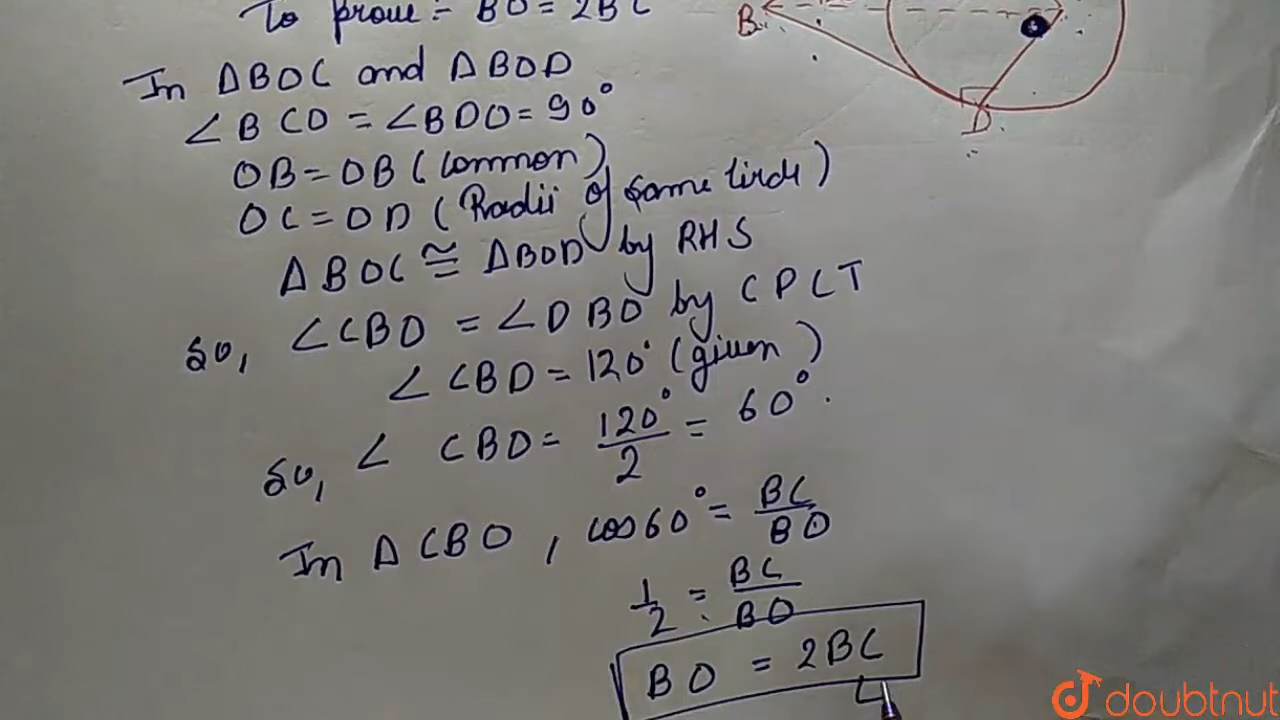 To prove :- BO = 2BC
B
In ΔBOC and ΔBOD
∠BCO = ∠BDO = 90°
D
OB = OB (Common)
OC = OD (Radii of same circle)
ΔBOC ≅ ΔBOD by RHS
So, ∠CBO = ∠DBO by CPCT
∠CBD = 120° (given)
So, ∠CBO = 120°/2 = 60°.
In ΔCBO, cos60° = BC/BO
1/2 = BC/BO
BO = 2BC
doubtnut